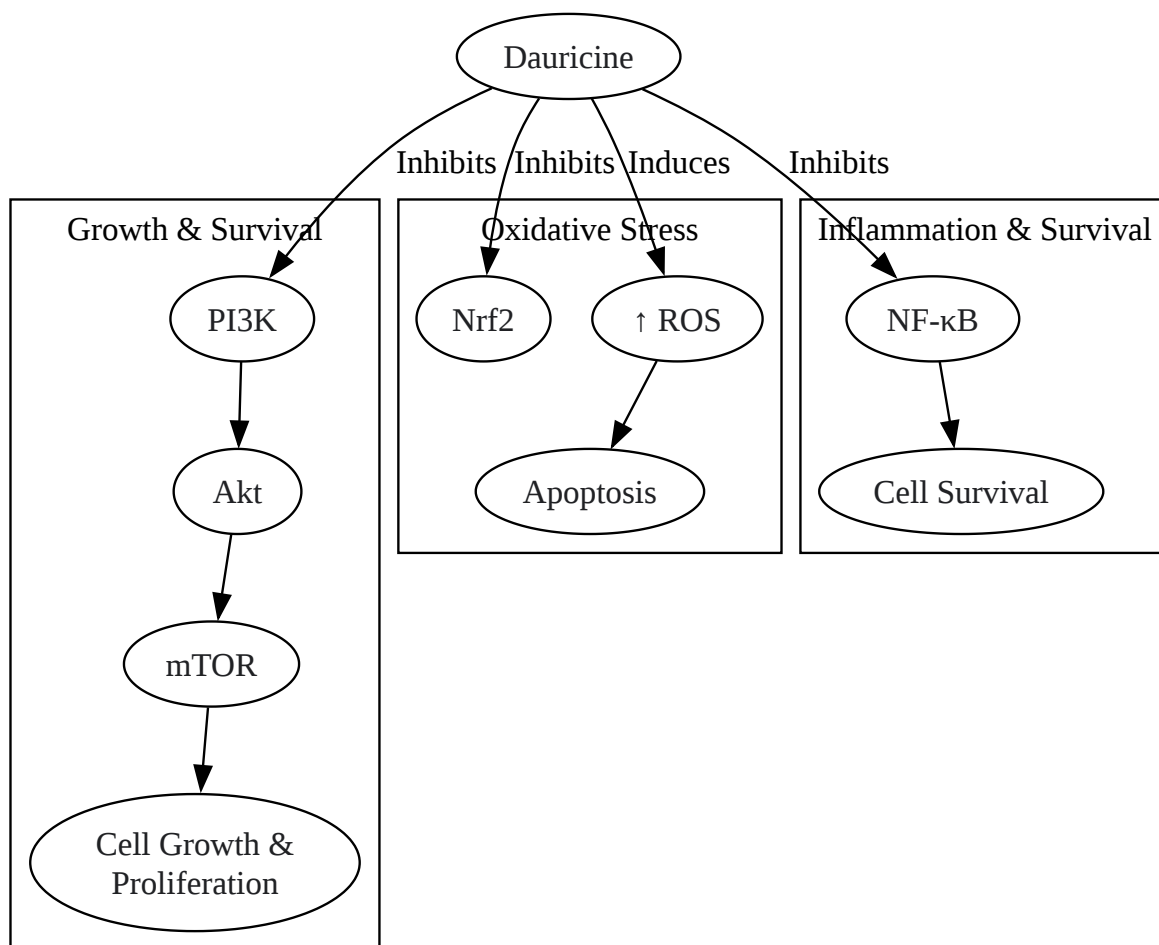 Dauricine
Inhibits
Inhibits
Induces
Inhibits
Growth & Survival
Oxidative Stress
Inflammation & Survival
PI3K
Nrf2
↑ ROS
NF-κB
Akt
Apoptosis
Cell Survival
mTOR
Cell Growth &
Proliferation